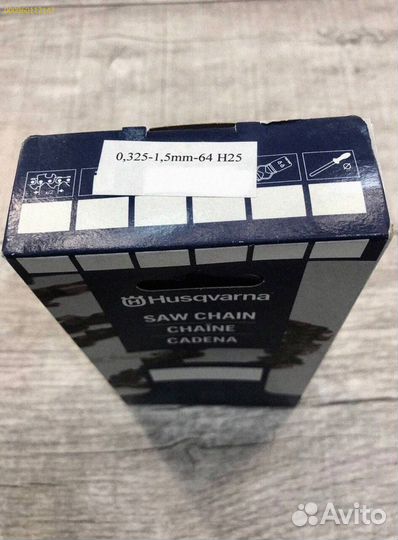 0,325-1,5mm-64 H25
Husqvarna
SAW CHAIN
CHAÎNE
CADENA
Avito